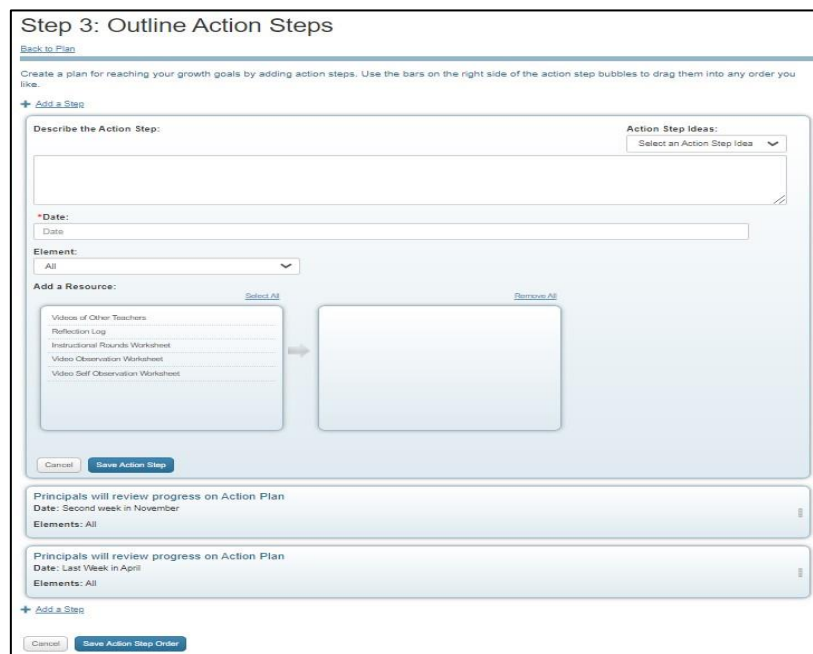 Step 3: Outline Action Steps
Back to Plan
Create a plan for reaching your growth goals by adding action steps. Use the bars on the right side of the action step bubbles to drag them into any order you
like.
+ Add a Step
Describe the Action Step:
Action Step Ideas:
Select an Action Step Idea
*Date:
Date
Element:
All
Add a Resource:
Select All
Remove All
Videos of Other Teachers
Reflection Log
Instructional Rounds Worksheet
Video Observation Worksheet
Video Self Observation Worksheet
Cancel
Save Action Step
Principals will review progress on Action Plan
Date: Second week in November
Elements: All
Principals will review progress on Action Plan
Date: Last Week in April
Elements: All
+ Add a Step
Cancel
Save Action Step Order